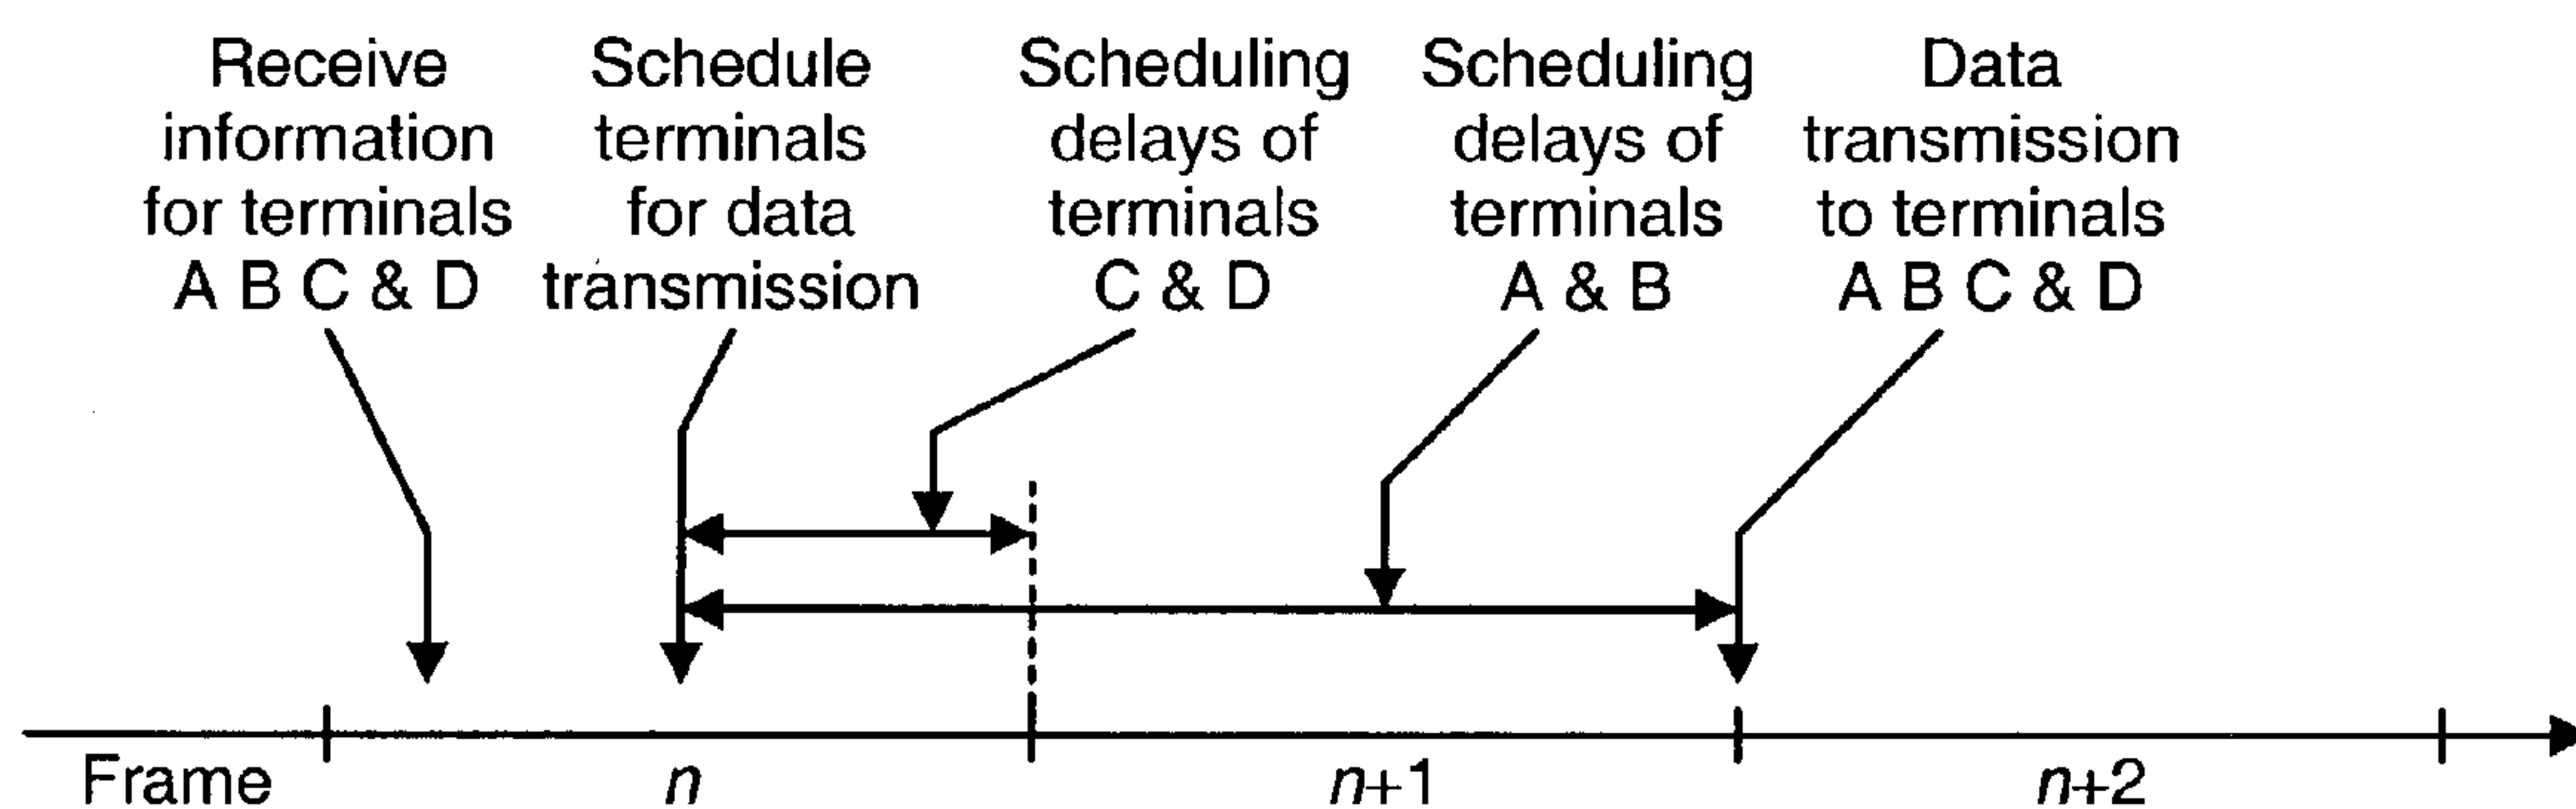 Receive
information
for terminals
A B C & D
Schedule
terminals
for data
transmission
Scheduling
delays of
terminals
C & D
Scheduling
delays of
terminals
A & B
Data
transmission
to terminals
A B C & D
Frame
n
n+1
n+2